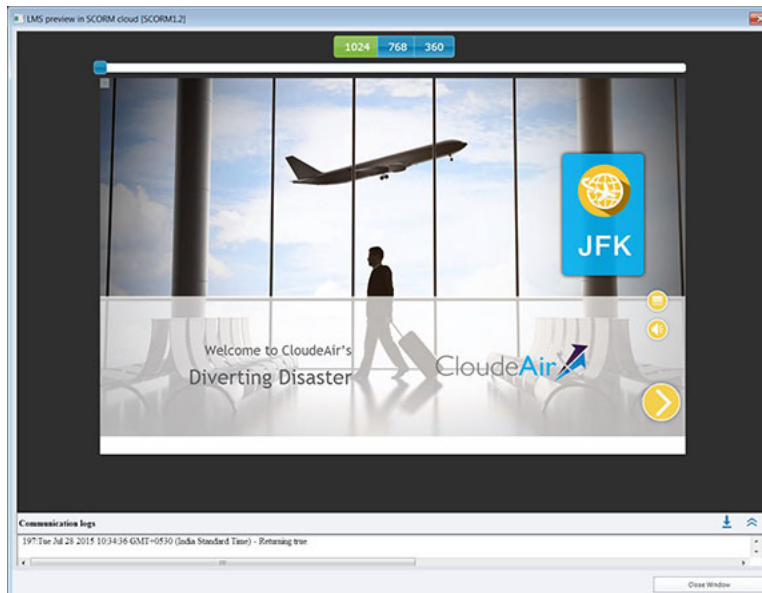 LMS preview in SCORM cloud [SCORM1.2]
1024 768 360
JFK
Welcome to CloudeAir's
Diverting Disaster
CloudeAir
Communication logs
197:Tue Jul 28 2015 10:34:36 GMT+0530 (India Standard Time) - Returning true
Close Window